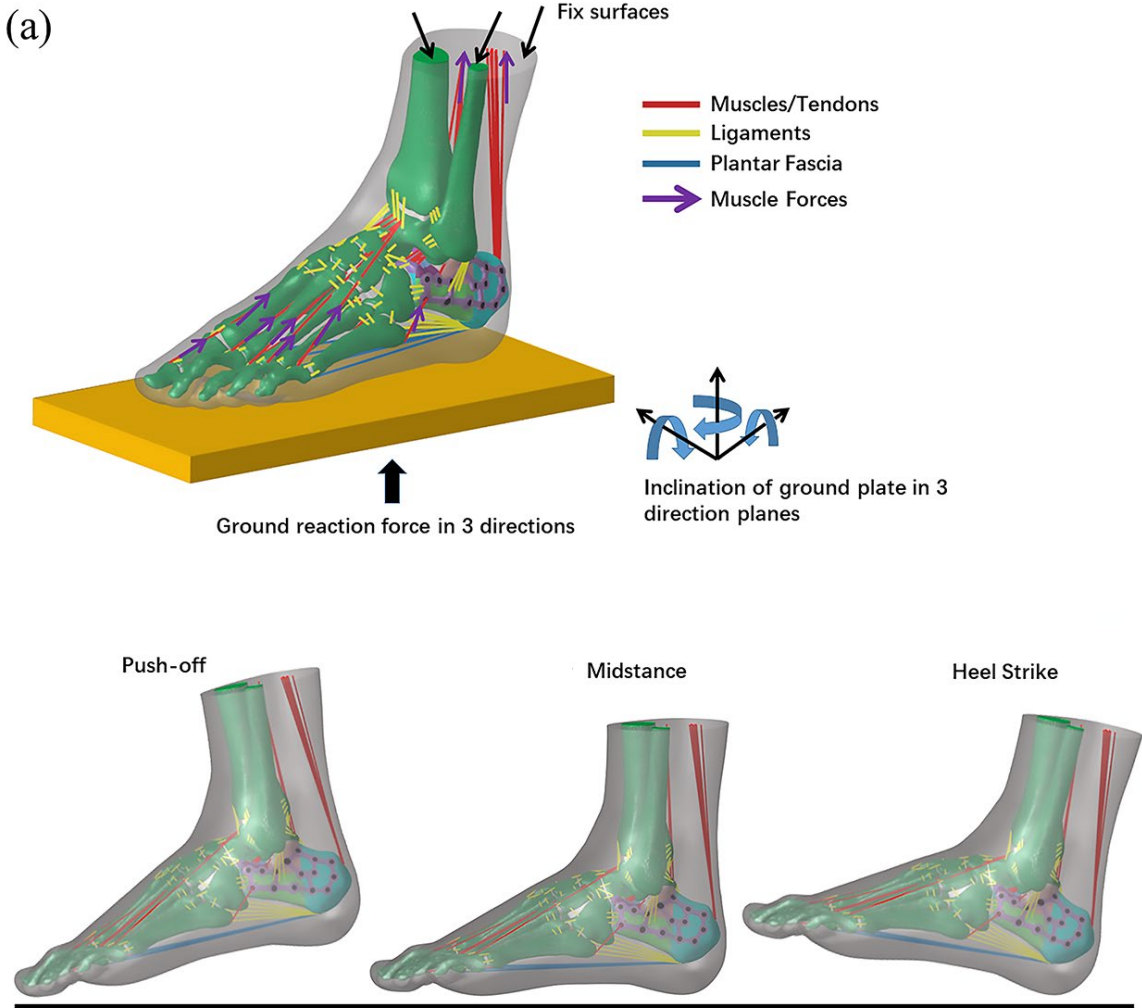 (a)
Fix surfaces
Muscles/Tendons
Ligaments
Plantar Fascia
Muscle Forces
Inclination of ground plate in 3
direction planes
Ground reaction force in 3 directions
Push-off
Midstance
Heel Strike